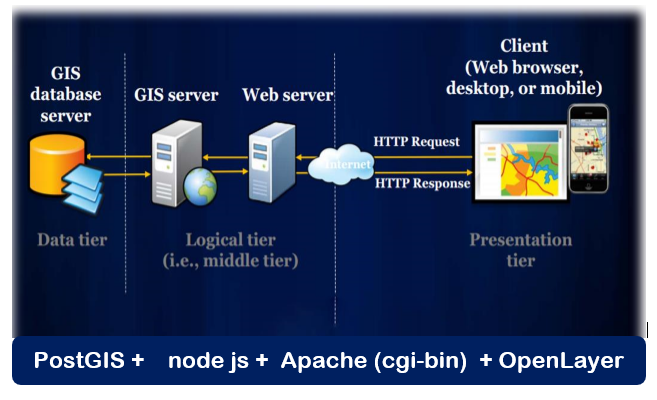 GIS
database
server
GIS server
Web server
Client
(Web browser,
desktop, or mobile)
Internet
HTTP Request
HTTP Response
Data tier
Logical tier
(i.e., middle tier)
Presentation
tier
PostGIS + node js + Apache (cgi-bin) + OpenLayer